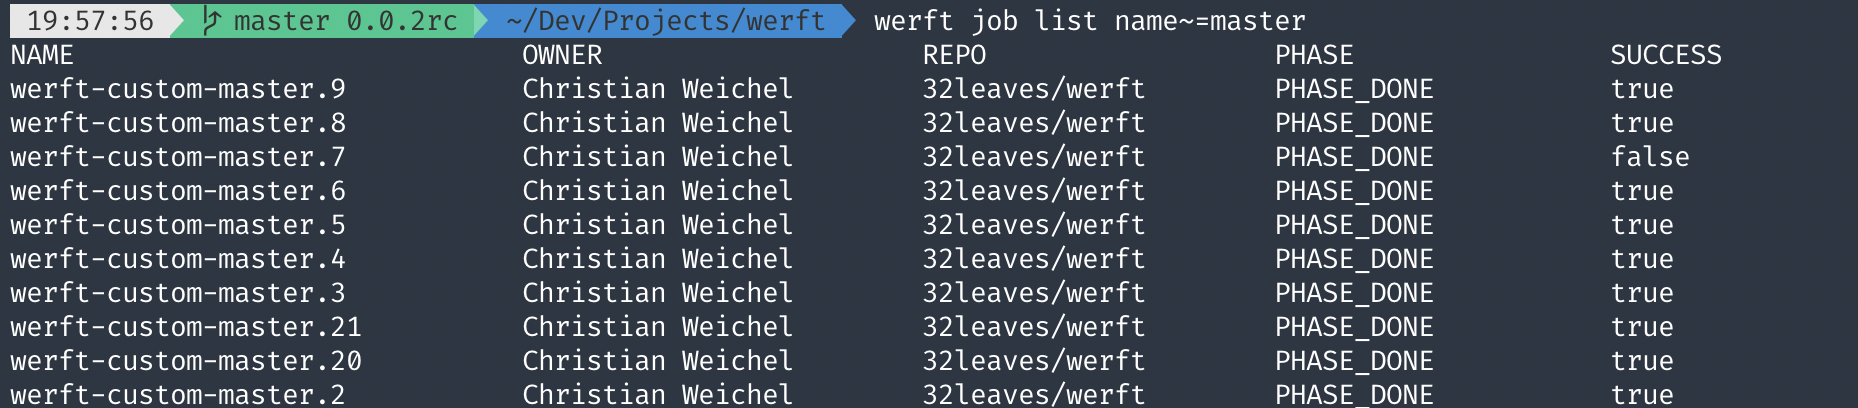 19:57:56 master 0.0.2rc ~/Dev/Projects/werft werft job list name~=master
NAME OWNER REPO PHASE SUCCESS
werft-custom-master.9 Christian Weichel 32leaves/werft PHASE_DONE true
werft-custom-master.8 Christian Weichel 32leaves/werft PHASE_DONE true
werft-custom-master.7 Christian Weichel 32leaves/werft PHASE_DONE false
werft-custom-master.6 Christian Weichel 32leaves/werft PHASE_DONE true
werft-custom-master.5 Christian Weichel 32leaves/werft PHASE_DONE true
werft-custom-master.4 Christian Weichel 32leaves/werft PHASE_DONE true
werft-custom-master.3 Christian Weichel 32leaves/werft PHASE_DONE true
werft-custom-master.21 Christian Weichel 32leaves/werft PHASE_DONE true
werft-custom-master.20 Christian Weichel 32leaves/werft PHASE_DONE true
werft-custom-master.2 Christian Weichel 32leaves/werft PHASE_DONE true